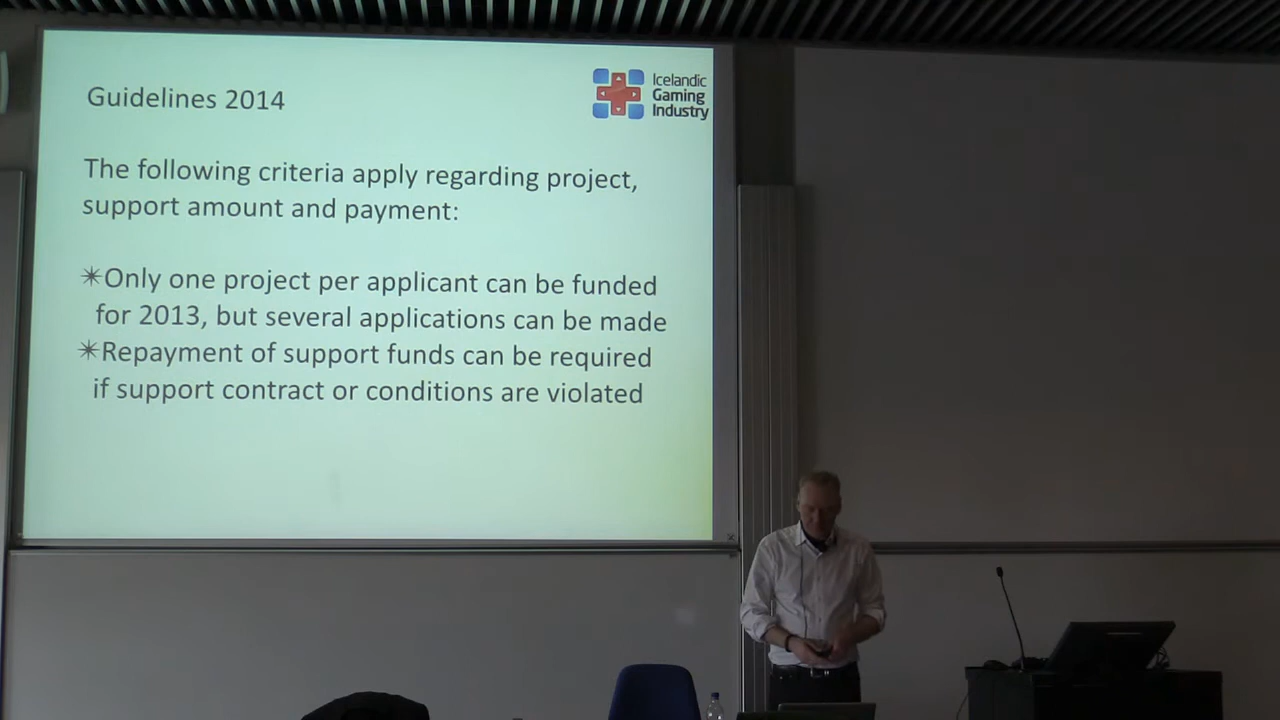 Guidelines 2014
Icelandic
Gaming
Industry
The following criteria apply regarding project,
support amount and payment:
✴Only one project per applicant can be funded
for 2013, but several applications can be made
✴Repayment of support funds can be required
if support contract or conditions are violated